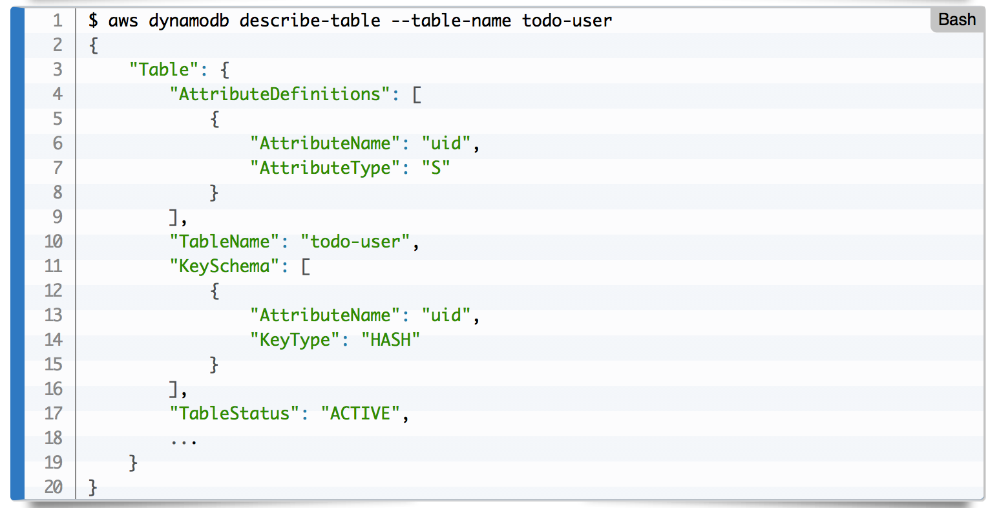 1 $ aws dynamodb describe-table --table-name todo-user
Bash
2 {
3     "Table": {
4         "AttributeDefinitions": [
5             {
6                 "AttributeName": "uid",
7                 "AttributeType": "S"
8             }
9         ],
10         "TableName": "todo-user",
11         "KeySchema": [
12             {
13                 "AttributeName": "uid",
14                 "KeyType": "HASH"
15             }
16         ],
17         "TableStatus": "ACTIVE",
18         ...
19     }
20 }